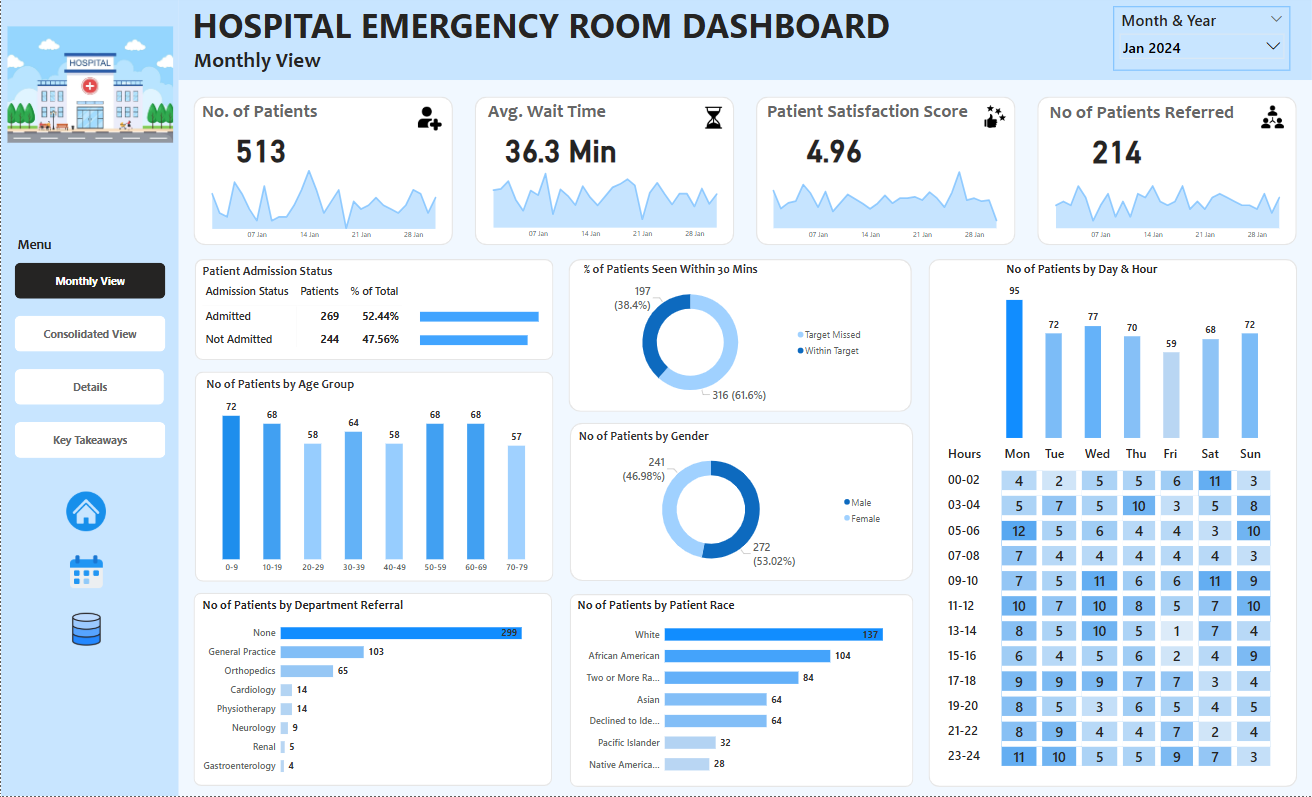 HOSPITAL EMERGENCY ROOM DASHBOARD
Monthly View
Month & Year
Jan 2024
HOSPITAL
Menu
Monthly View
Consolidated View
Details
Key Takeaways
No. of Patients
513
07 Jan 14 Jan 21 Jan 28 Jan
Avg. Wait Time
36.3 Min
07 Jan 14 Jan 21 Jan 28 Jan
Patient Satisfaction Score
4.96
07 Jan 14 Jan 21 Jan 28 Jan
No of Patients Referred
214
07 Jan 14 Jan 21 Jan 28 Jan
Patient Admission Status
Admission Status Patients % of Total
Admitted 269 52.44%
Not Admitted 244 47.56%
No of Patients by Age Group
72 68 58 64 58 68 68 57
0-9 10-19 20-29 30-39 40-49 50-59 60-69 70-79
No of Patients by Department Referral
None 299
General Practice 103
Orthopedics 65
Cardiology 14
Physiotherapy 14
Neurology 9
Renal 5
Gastroenterology 4
% of Patients Seen Within 30 Mins
197
(38.4%)
316 (61.6%)
Target Missed
Within Target
No of Patients by Gender
241
(46.98%)
272
(53.02%)
Male
Female
No of Patients by Patient Race
White 137
African American 104
Two or More Ra... 84
Asian 64
Declined to Ide... 64
Pacific Islander 32
Native America... 28
No of Patients by Day & Hour
95 72 77 70 59 68 72
Hours Mon Tue Wed Thu Fri Sat Sun
00-02 4 2 5 5 6 11 3
03-04 5 7 5 10 3 5 8
05-06 12 5 6 4 4 3 10
07-08 7 4 4 4 4 4 3
09-10 7 5 11 6 6 11 9
11-12 10 7 10 8 5 7 10
13-14 8 5 10 5 1 7 4
15-16 6 4 5 6 2 4 9
17-18 9 9 9 7 7 3 4
19-20 8 5 3 6 5 4 5
21-22 8 9 4 4 7 2 4
23-24 11 10 5 5 9 7 3